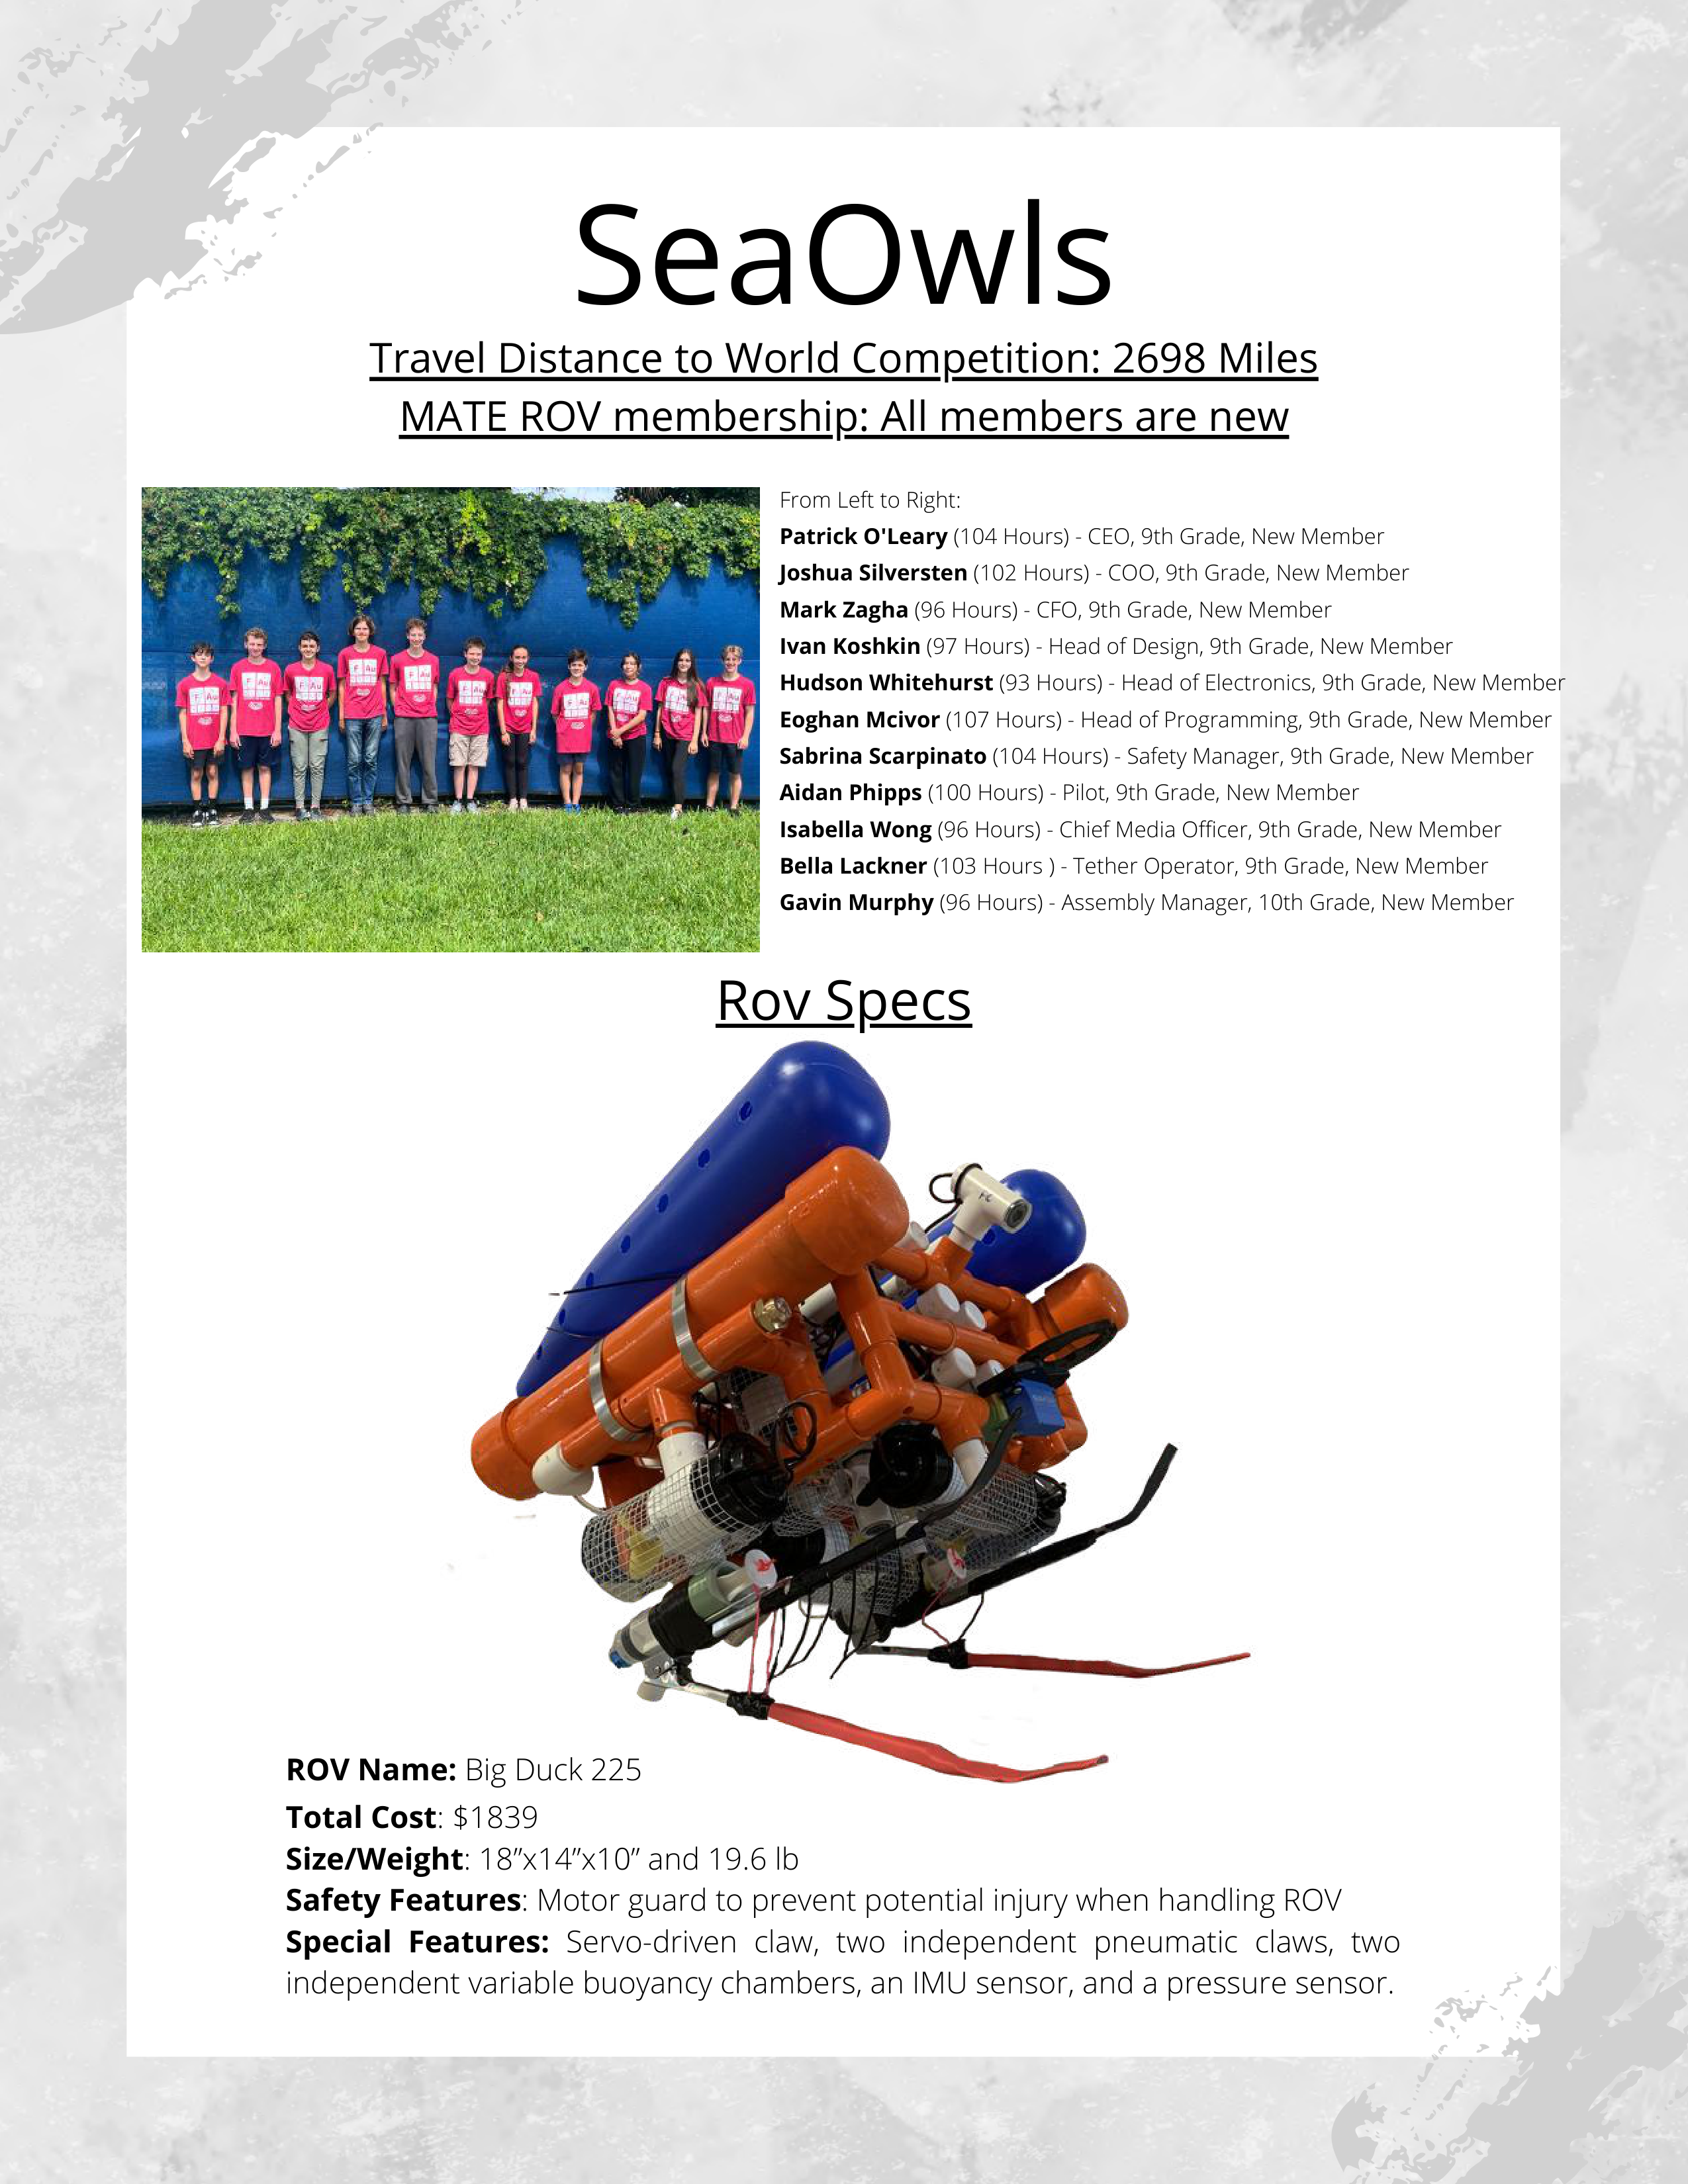 SeaOwls
Travel Distance to World Competition: 2698 Miles
MATE ROV membership: All members are new
From Left to Right:
Patrick O'Leary (104 Hours) - CEO, 9th Grade, New Member
Joshua Silversten (102 Hours) - COO, 9th Grade, New Member
Mark Zagha (96 Hours) - CFO, 9th Grade, New Member
Ivan Koshkin (97 Hours) - Head of Design, 9th Grade, New Member
Hudson Whitehurst (93 Hours) - Head of Electronics, 9th Grade, New Member
Eoghan Mcivor (107 Hours) - Head of Programming, 9th Grade, New Member
Sabrina Scarpinato (104 Hours) - Safety Manager, 9th Grade, New Member
Aidan Phipps (100 Hours) - Pilot, 9th Grade, New Member
Isabella Wong (96 Hours) - Chief Media Officer, 9th Grade, New Member
Bella Lackner (103 Hours ) - Tether Operator, 9th Grade, New Member
Gavin Murphy (96 Hours) - Assembly Manager, 10th Grade, New Member
Rov Specs
ROV Name: Big Duck 225
Total Cost: $1839
Size/Weight: 18”x14”x10” and 19.6 lb
Safety Features: Motor guard to prevent potential injury when handling ROV
Special Features: Servo-driven claw, two independent pneumatic claws, two
independent variable buoyancy chambers, an IMU sensor, and a pressure sensor.